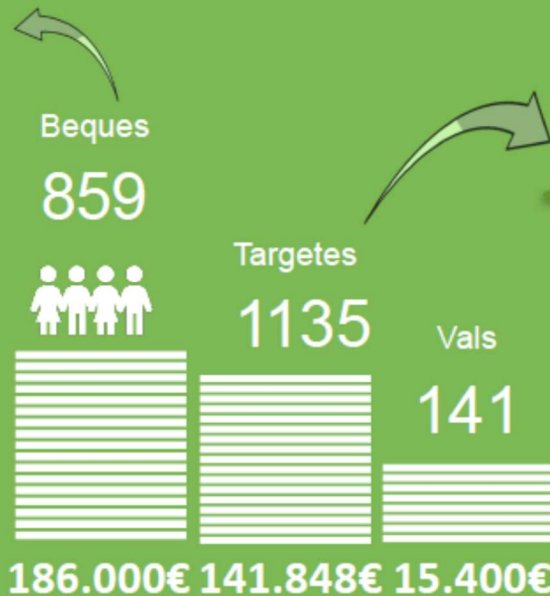 Beques
859
Targetes
1135
Vals
141
186.000€ 141.848€ 15.400€